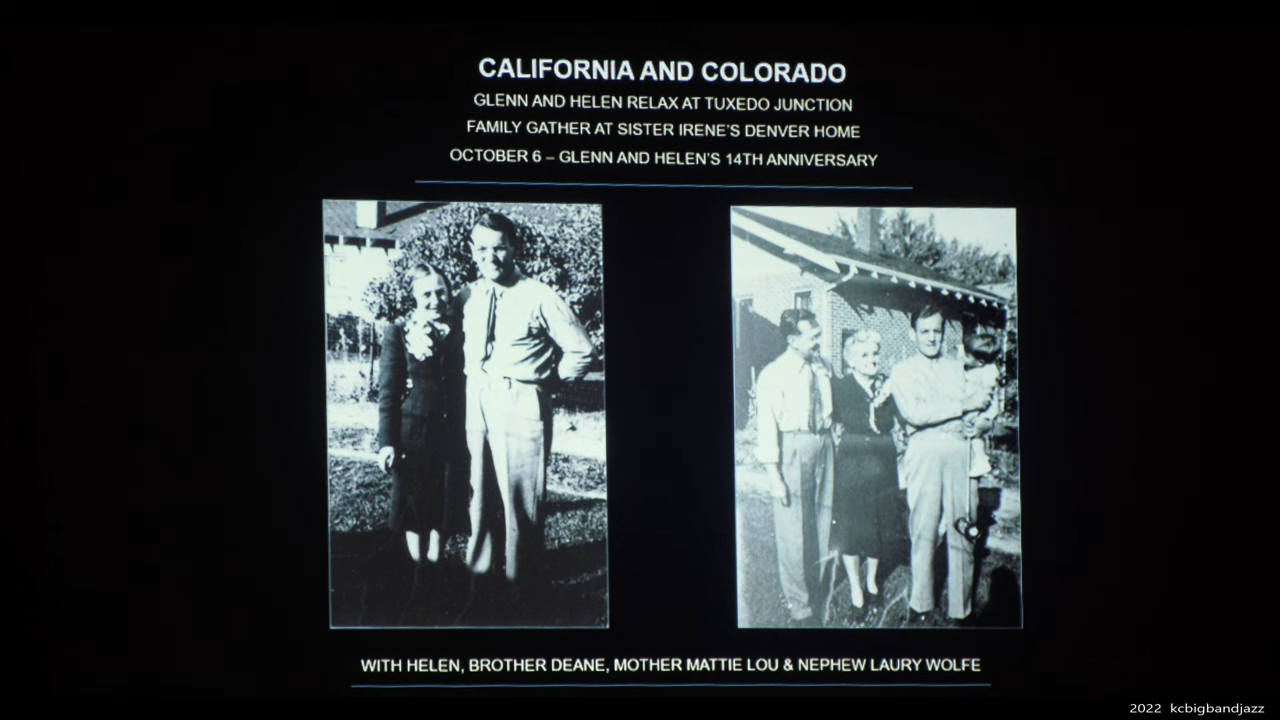 CALIFORNIA AND COLORADO
GLENN AND HELEN RELAX AT TUXEDO JUNCTION
FAMILY GATHER AT SISTER IRENE'S DENVER HOME
OCTOBER 6 – GLENN AND HELEN'S 14TH ANNIVERSARY
WITH HELEN, BROTHER DEANE, MOTHER MATTIE LOU & NEPHEW LAURY WOLFE
2022 kcbigbandjazz